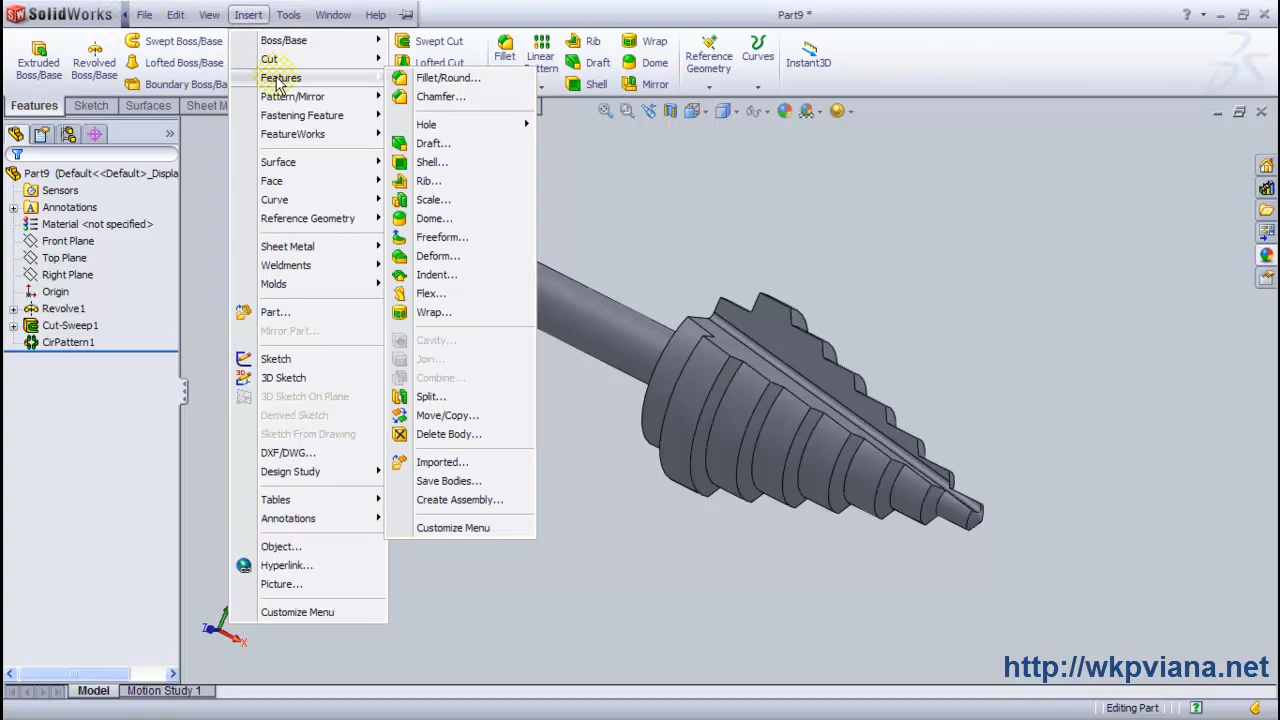 SolidWorks
File Edit View Insert Tools Window Help
Part9 *
Extruded Boss/Base
Revolved Boss/Base
Swept Boss/Base
Lofted Boss/Base
Boundary Boss/Ba
Swept Cut
Lofted Cut
Fillet
Linear
Pattern
Rib
Draft
Shell
Wrap
Dome
Mirror
Reference Geometry
Curves
Instant3D
Features Sketch Surfaces Sheet M
Part9 (Default<<Default>_Displa
Sensors
Annotations
Material <not specified>
Front Plane
Top Plane
Right Plane
Origin
Revolve1
Cut-Sweep1
CirPattern1
Boss/Base
Cut
Features
Pattern/Mirror
Fastening Feature
FeatureWorks
Surface
Face
Curve
Reference Geometry
Sheet Metal
Weldments
Molds
Part...
Mirror Part...
Sketch
3D Sketch
3D Sketch On Plane
Derived Sketch
Sketch From Drawing
DXF/DWG...
Design Study
Tables
Annotations
Object...
Hyperlink...
Picture...
Customize Menu
Fillet/Round...
Chamfer...
Hole
Draft...
Shell...
Rib...
Scale...
Dome...
Freeform...
Deform...
Indent...
Flex...
Wrap...
Cavity...
Join...
Combine...
Split...
Move/Copy...
Delete Body...
Imported...
Save Bodies...
Create Assembly...
Customize Menu
Z X
http://wkpviana.net
Model Motion Study 1
Editing Part